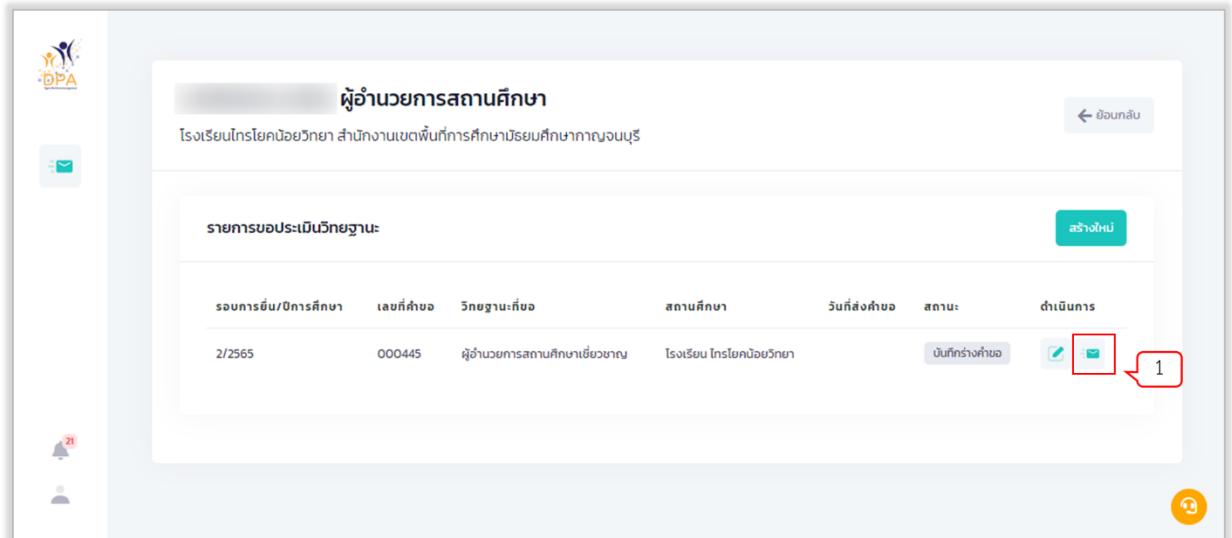 DPA
ผู้อำนวยการสถานศึกษา
โรงเรียนไทรโยคน้อยวิทยา สำนักงานเขตพื้นที่การศึกษามัธยมศึกษากาญจนบุรี
ย้อนกลับ
รายการขอประเมินวิทยฐานะ
สร้างใหม่
รอบการยื่น/ปีการศึกษา เลขที่คำขอ วิทยฐานะที่ขอ สถานศึกษา วันที่ส่งคำขอ สถานะ ดำเนินการ
2/2565 000445 ผู้อำนวยการสถานศึกษาเชี่ยวชาญ โรงเรียน ไทรโยคน้อยวิทยา บันทึกร่างคำขอ
1
21